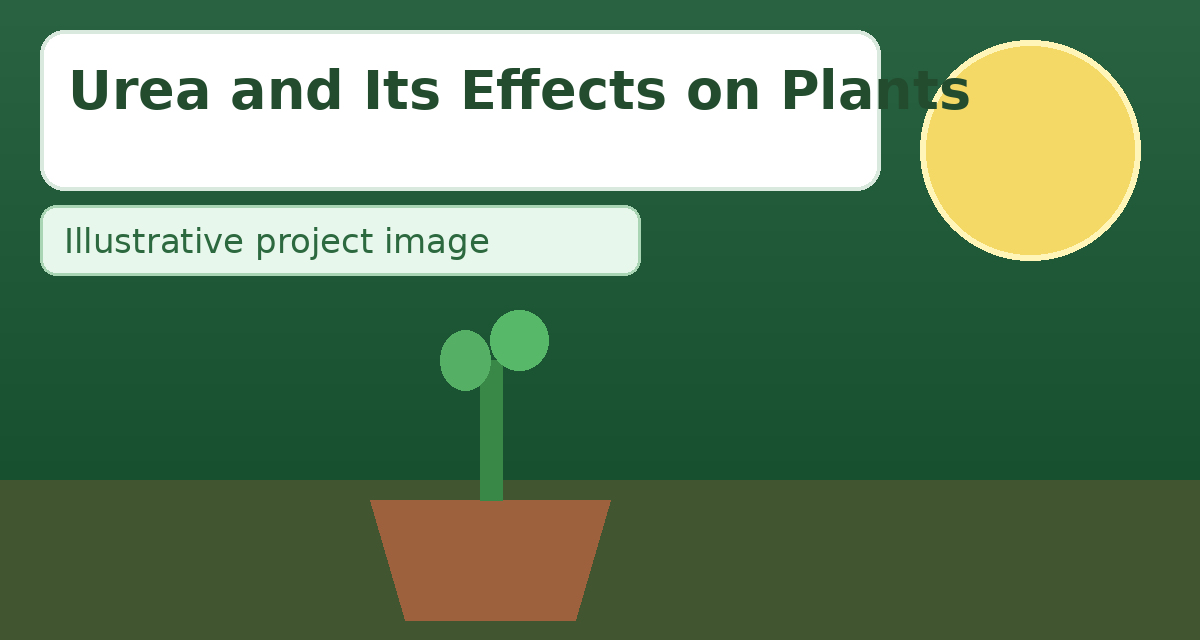 Urea and Its Effects on Plants
Illustrative project image